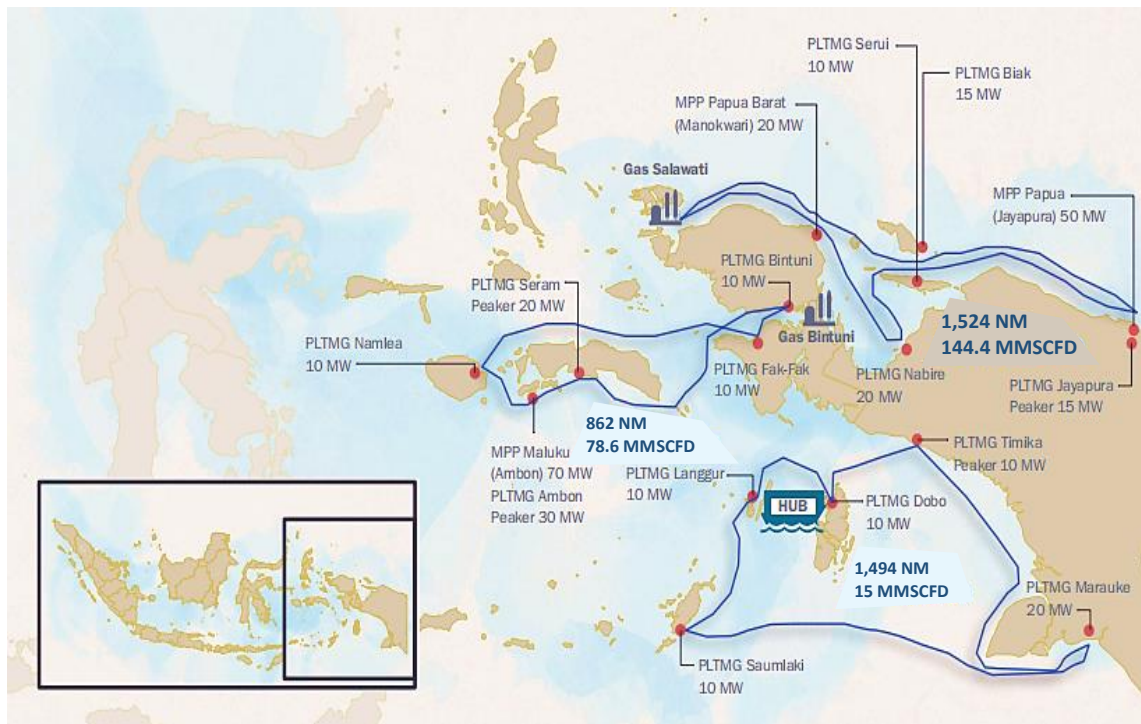 PLTMG Serui
10 MW
PLTMG Biak
15 MW
MPP Papua Barat
(Manokwari) 20 MW
Gas Salawati
MPP Papua
(Jayapura) 50 MW
PLTMG Bintuni
10 MW
PLTMG Seram
Peaker 20 MW
1,524 NM
144.4 MMSCFD
Gas Bintuni
PLTMG Namlea
10 MW
PLTMG Fak-Fak
10 MW
PLTMG Nabire
20 MW
PLTMG Jayapura
Peaker 15 MW
862 NM
78.6 MMSCFD
MPP Maluku
(Ambon) 70 MW
PLTMG Ambon
Peaker 30 MW
PLTMG Timika
Peaker 10 MW
PLTMG Langgur
10 MW
HUB
PLTMG Dobo
10 MW
1,494 NM
15 MMSCFD
PLTMG Marauke
20 MW
PLTMG Saumlaki
10 MW